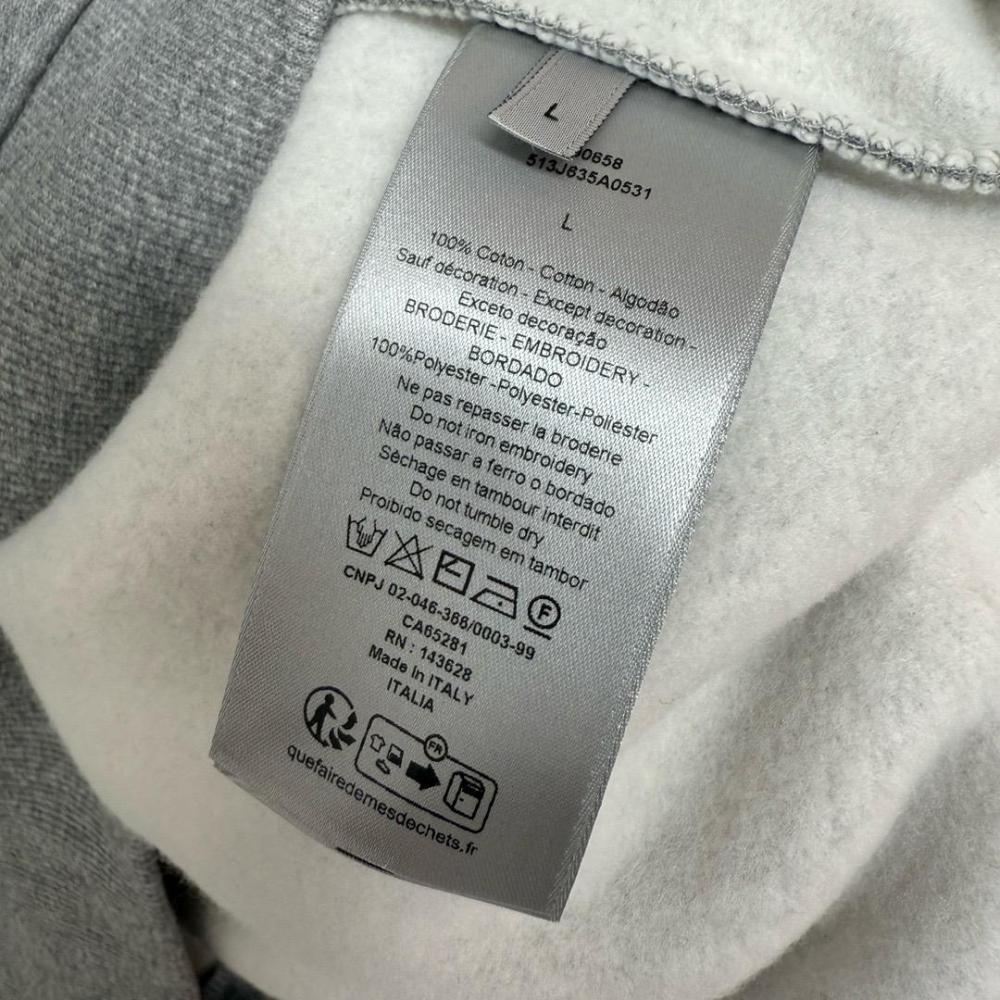 L
513J635A0531
L
100% Coton - Cotton - Algodão
Sauf décoration - Except decoration -
Exceto decoração
BRODERIE - EMBROIDERY -
BORDADO
100%Polyester -Polyester-Poliéster
Ne pas repasser la broderie
Do not iron embroidery
Não passar a ferro o bordado
Séchage en tambour interdit
Do not tumble dry
Proibido secagem em tambor
F
CNPJ 02-046-366/0003-99
CA65281
RN : 143628
Made In ITALY
ITALIA
FR
quefairedemesdechets.fr